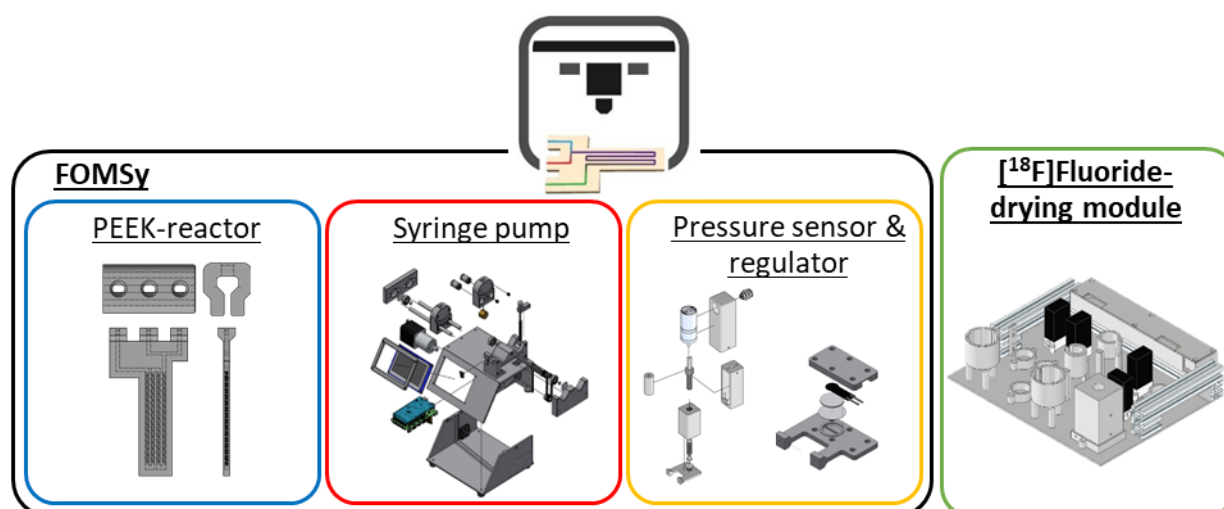 FOMSy
PEEK-reactor
Syringe pump
Pressure sensor &
regulator
[¹⁸F]Fluoride-
drying module